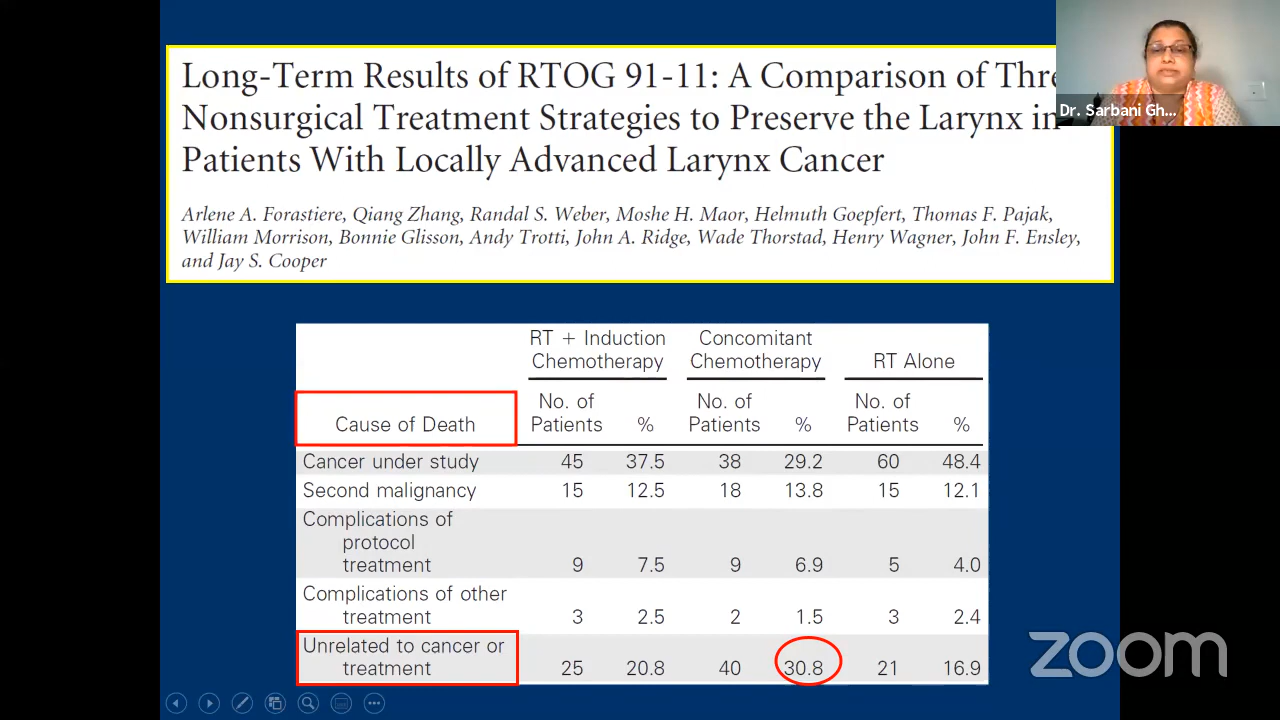 Long-Term Results of RTOG 91-11: A Comparison of Thre
Nonsurgical Treatment Strategies to Preserve the Larynx in
Patients With Locally Advanced Larynx Cancer
Arlene A. Forastiere, Qiang Zhang, Randal S. Weber, Moshe H. Maor, Helmuth Goepfert, Thomas F. Pajak,
William Morrison, Bonnie Glisson, Andy Trotti, John A. Ridge, Wade Thorstad, Henry Wagner, John F. Ensley,
and Jay S. Cooper
Dr. Sarbani Gh...
RT + Induction Chemotherapy Concomitant Chemotherapy RT Alone
Cause of Death No. of Patients % No. of Patients % No. of Patients %
Cancer under study 45 37.5 38 29.2 60 48.4
Second malignancy 15 12.5 18 13.8 15 12.1
Complications of
protocol
treatment 9 7.5 9 6.9 5 4.0
Complications of other
treatment 3 2.5 2 1.5 3 2.4
Unrelated to cancer or
treatment 25 20.8 40 30.8 21 16.9
zoom